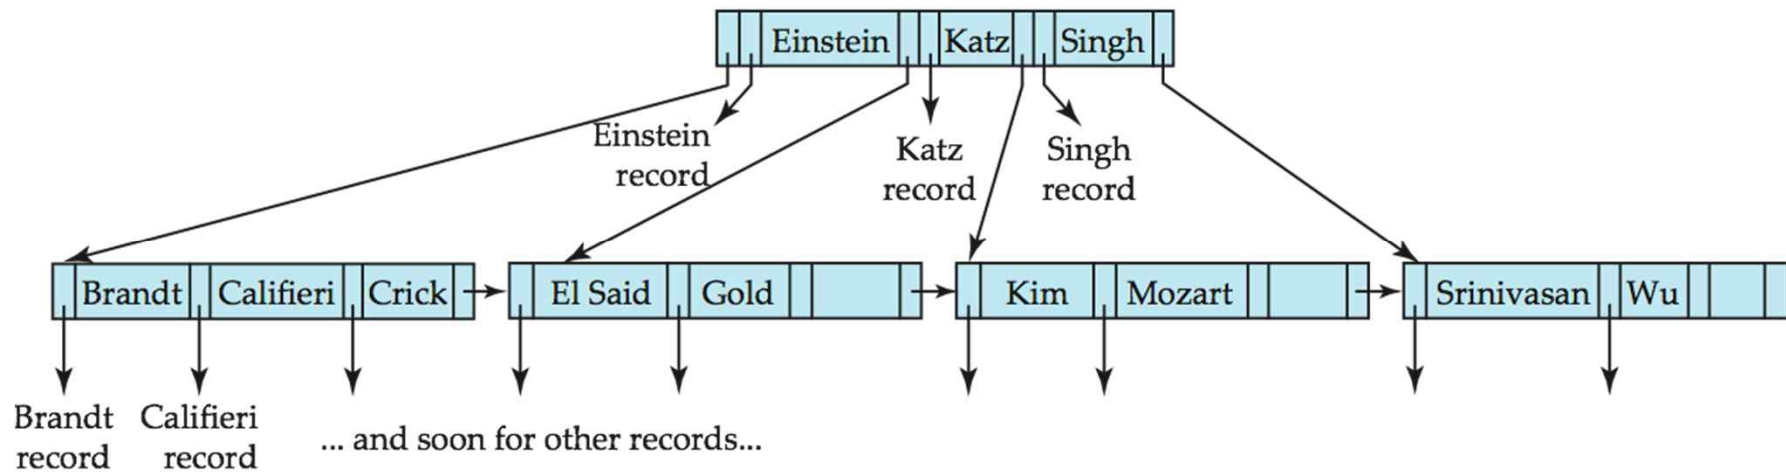 Einstein Katz Singh
Einstein
record
Katz
record
Singh
record
Brandt Califieri Crick El Said Gold Kim Mozart Srinivasan Wu
Brandt
record
Califieri
record
... and soon for other records...